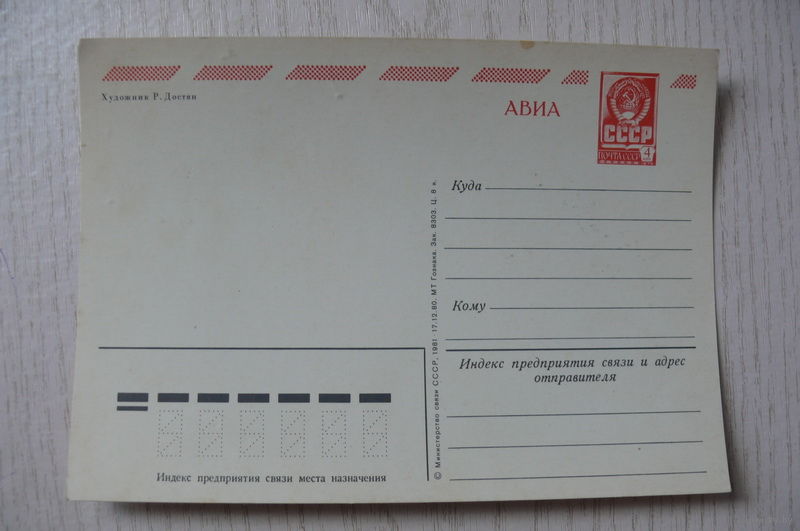 Художник Р. Достян
АВИА
СССР
ПОЧТА СССР 4
Куда
Кому
Индекс предприятия связи и адрес
отправителя
© Министерство связи СССР, 1981 · 17.12.80. МТ Гознака. Зак. 8303. Ц. 8 к.
Индекс предприятия связи места назначения